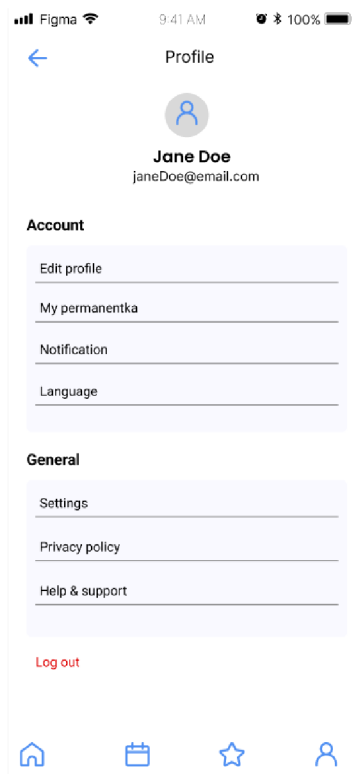 Figma 9:41 AM 100%
Profile
Jane Doe
janeDoe@email.com
Account
Edit profile
My permanentka
Notification
Language
General
Settings
Privacy policy
Help & support
Log out